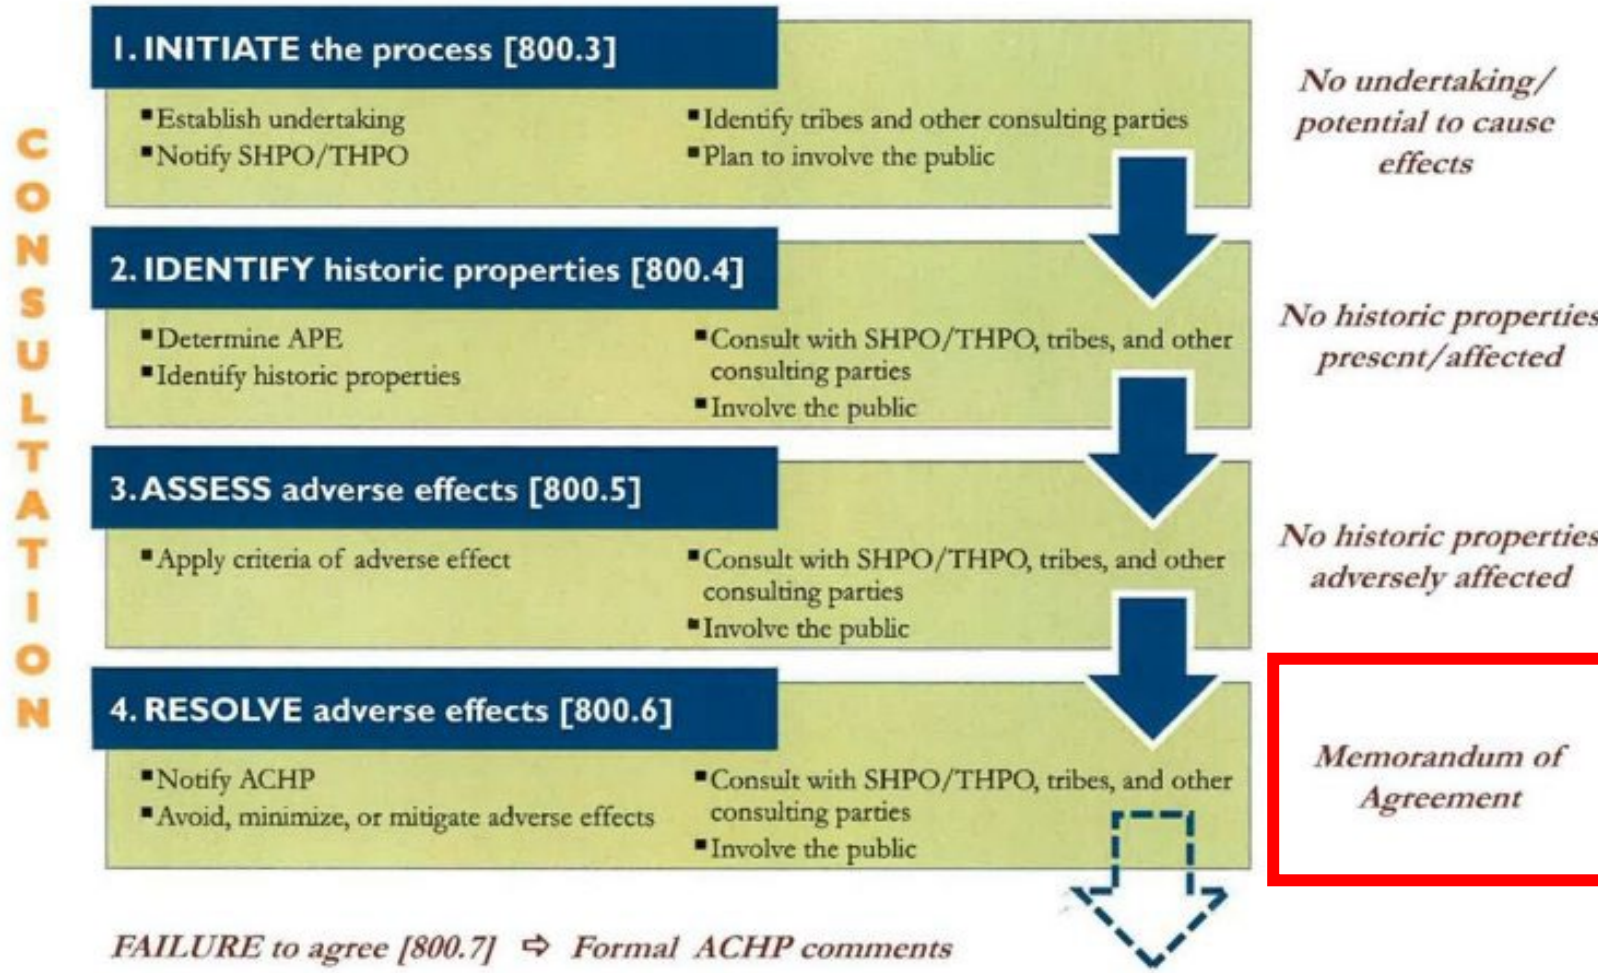 CONSULTATION
1. INITIATE the process [800.3]
▪Establish undertaking
▪Notify SHPO/THPO
▪Identify tribes and other consulting parties
▪Plan to involve the public
No undertaking/
potential to cause
effects
2. IDENTIFY historic properties [800.4]
▪Determine APE
▪Identify historic properties
▪Consult with SHPO/THPO, tribes, and other
consulting parties
▪Involve the public
No historic properties
present/affected
3. ASSESS adverse effects [800.5]
▪Apply criteria of adverse effect
▪Consult with SHPO/THPO, tribes, and other
consulting parties
▪Involve the public
No historic properties
adversely affected
4. RESOLVE adverse effects [800.6]
▪Notify ACHP
▪Avoid, minimize, or mitigate adverse effects
▪Consult with SHPO/THPO, tribes, and other
consulting parties
▪Involve the public
Memorandum of
Agreement
FAILURE to agree [800.7] ⇨ Formal ACHP comments